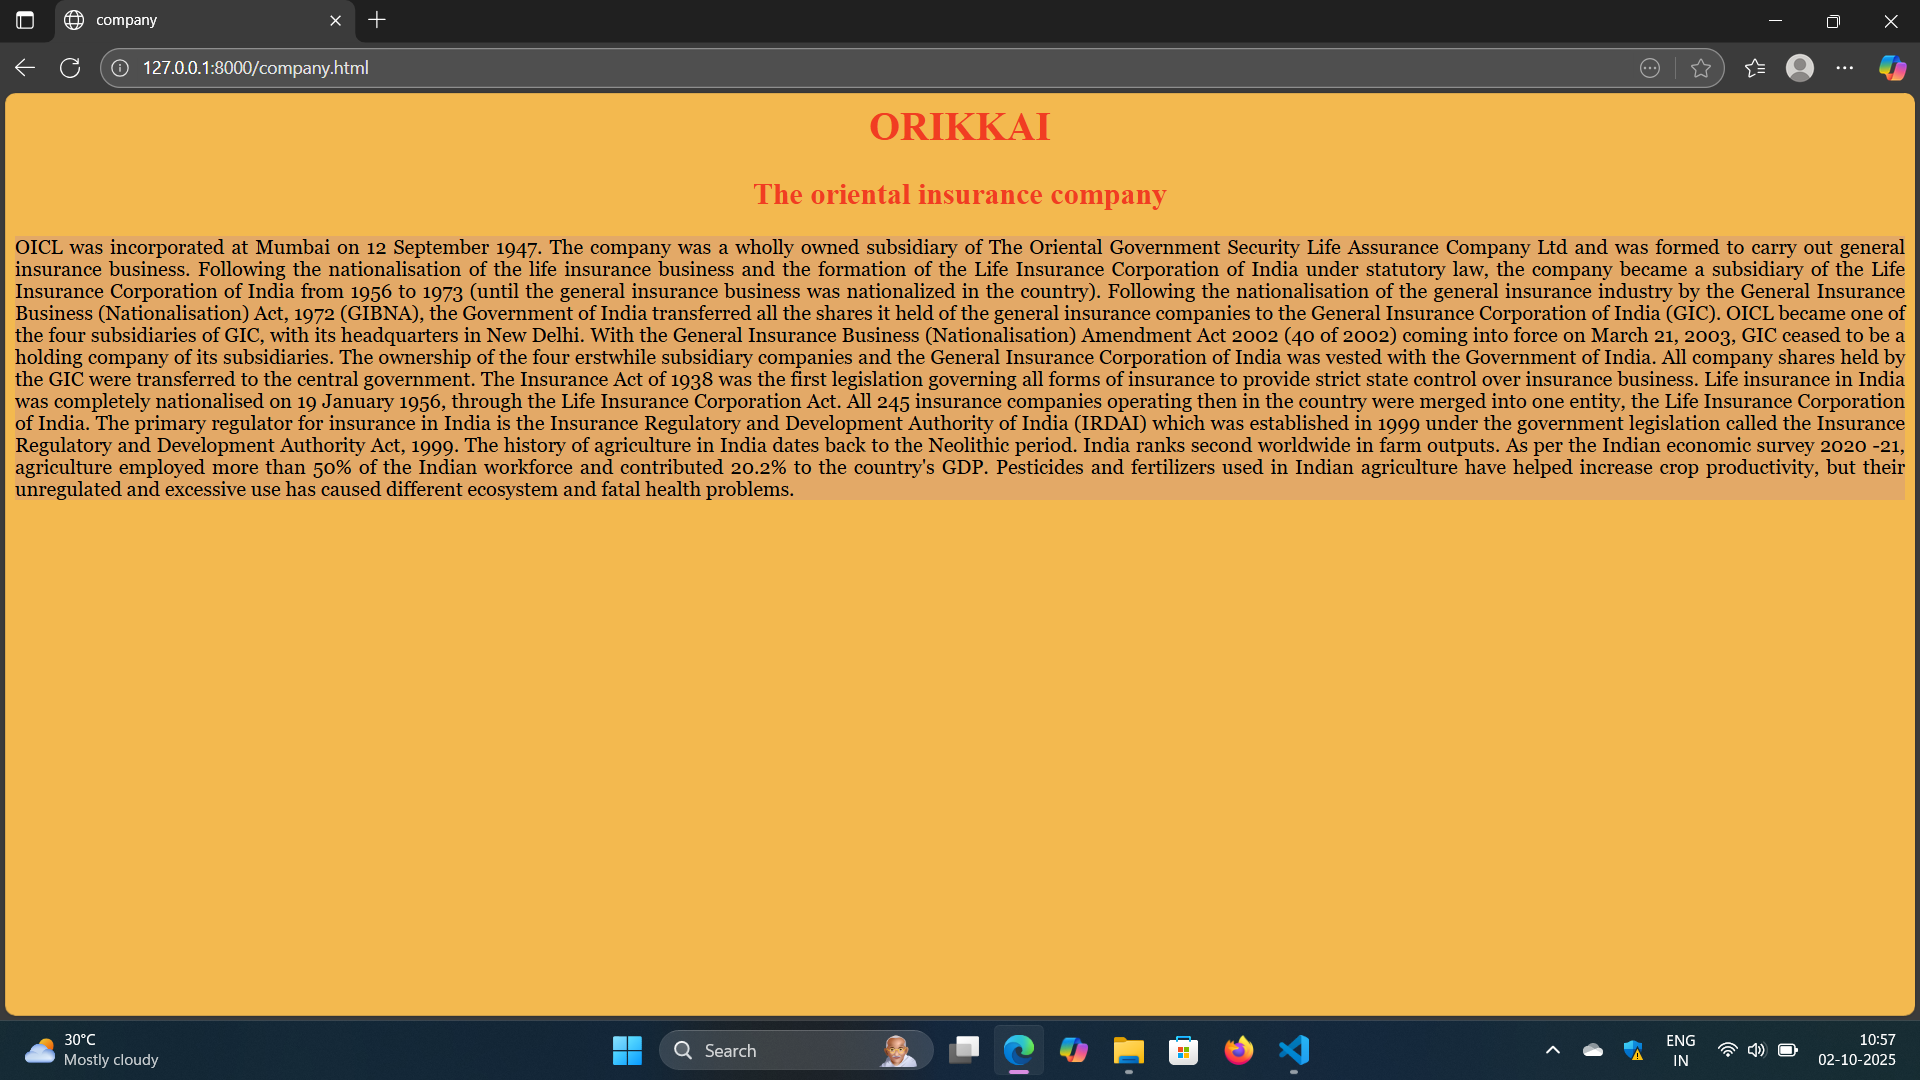 company
127.0.0.1:8000/company.html
ORIKKAI
The oriental insurance company
OICL was incorporated at Mumbai on 12 September 1947. The company was a wholly owned subsidiary of The Oriental Government Security Life Assurance Company Ltd and was formed to carry out general
insurance business. Following the nationalisation of the life insurance business and the formation of the Life Insurance Corporation of India under statutory law, the company became a subsidiary of the Life
Insurance Corporation of India from 1956 to 1973 (until the general insurance business was nationalized in the country). Following the nationalisation of the general insurance industry by the General Insurance
Business (Nationalisation) Act, 1972 (GIBNA), the Government of India transferred all the shares it held of the general insurance companies to the General Insurance Corporation of India (GIC). OICL became one of
the four subsidiaries of GIC, with its headquarters in New Delhi. With the General Insurance Business (Nationalisation) Amendment Act 2002 (40 of 2002) coming into force on March 21, 2003, GIC ceased to be a
holding company of its subsidiaries. The ownership of the four erstwhile subsidiary companies and the General Insurance Corporation of India was vested with the Government of India. All company shares held by
the GIC were transferred to the central government. The Insurance Act of 1938 was the first legislation governing all forms of insurance to provide strict state control over insurance business. Life insurance in India
was completely nationalised on 19 January 1956, through the Life Insurance Corporation Act. All 245 insurance companies operating then in the country were merged into one entity, the Life Insurance Corporation
of India. The primary regulator for insurance in India is the Insurance Regulatory and Development Authority of India (IRDAI) which was established in 1999 under the government legislation called the Insurance
Regulatory and Development Authority Act, 1999. The history of agriculture in India dates back to the Neolithic period. India ranks second worldwide in farm outputs. As per the Indian economic survey 2020 -21,
agriculture employed more than 50% of the Indian workforce and contributed 20.2% to the country's GDP. Pesticides and fertilizers used in Indian agriculture have helped increase crop productivity, but their
unregulated and excessive use has caused different ecosystem and fatal health problems.
30°C
Mostly cloudy
Search
ENG
IN
10:57
02-10-2025